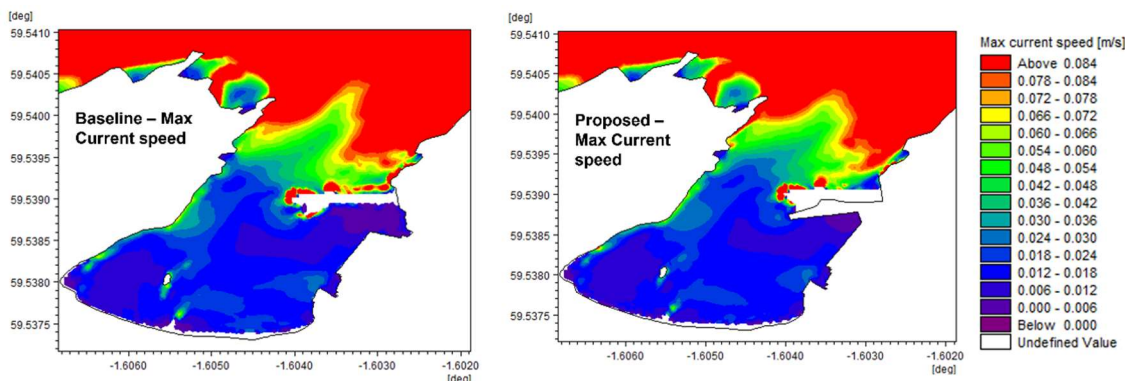 [deg]
59.5410
59.5405
59.5400
59.5395
59.5390
59.5385
59.5380
59.5375
Baseline – Max
Current speed
-1.6060
-1.6050
-1.6040
-1.6030
-1.6020
[deg]
[deg]
59.5410
59.5405
59.5400
59.5395
59.5390
59.5385
59.5380
59.5375
Proposed –
Max Current
speed
-1.6060
-1.6050
-1.6040
-1.6030
-1.6020
[deg]
Max current speed [m/s]
Above 0.084
0.078 - 0.084
0.072 - 0.078
0.066 - 0.072
0.060 - 0.066
0.054 - 0.060
0.048 - 0.054
0.042 - 0.048
0.036 - 0.042
0.030 - 0.036
0.024 - 0.030
0.018 - 0.024
0.012 - 0.018
0.006 - 0.012
0.000 - 0.006
Below 0.000
Undefined Value